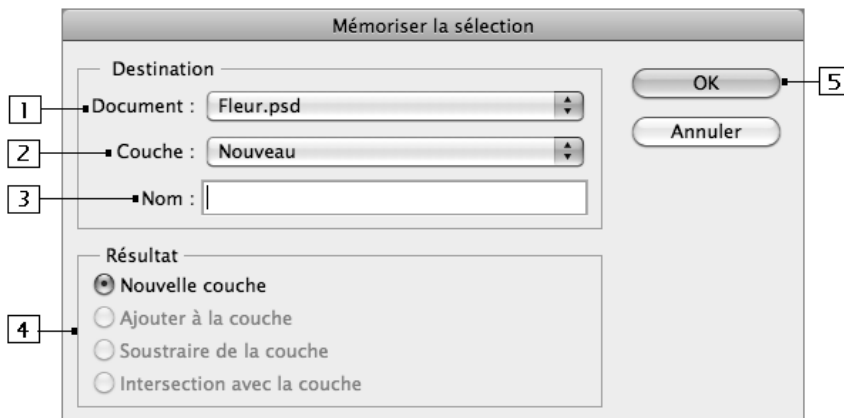 Mémoriser la sélection
Destination
1 Document : Fleur.psd
2 Couche : Nouveau
3 Nom :
OK 5
Annuler
Résultat
Nouvelle couche
4 Ajouter à la couche
Soustraire de la couche
Intersection avec la couche